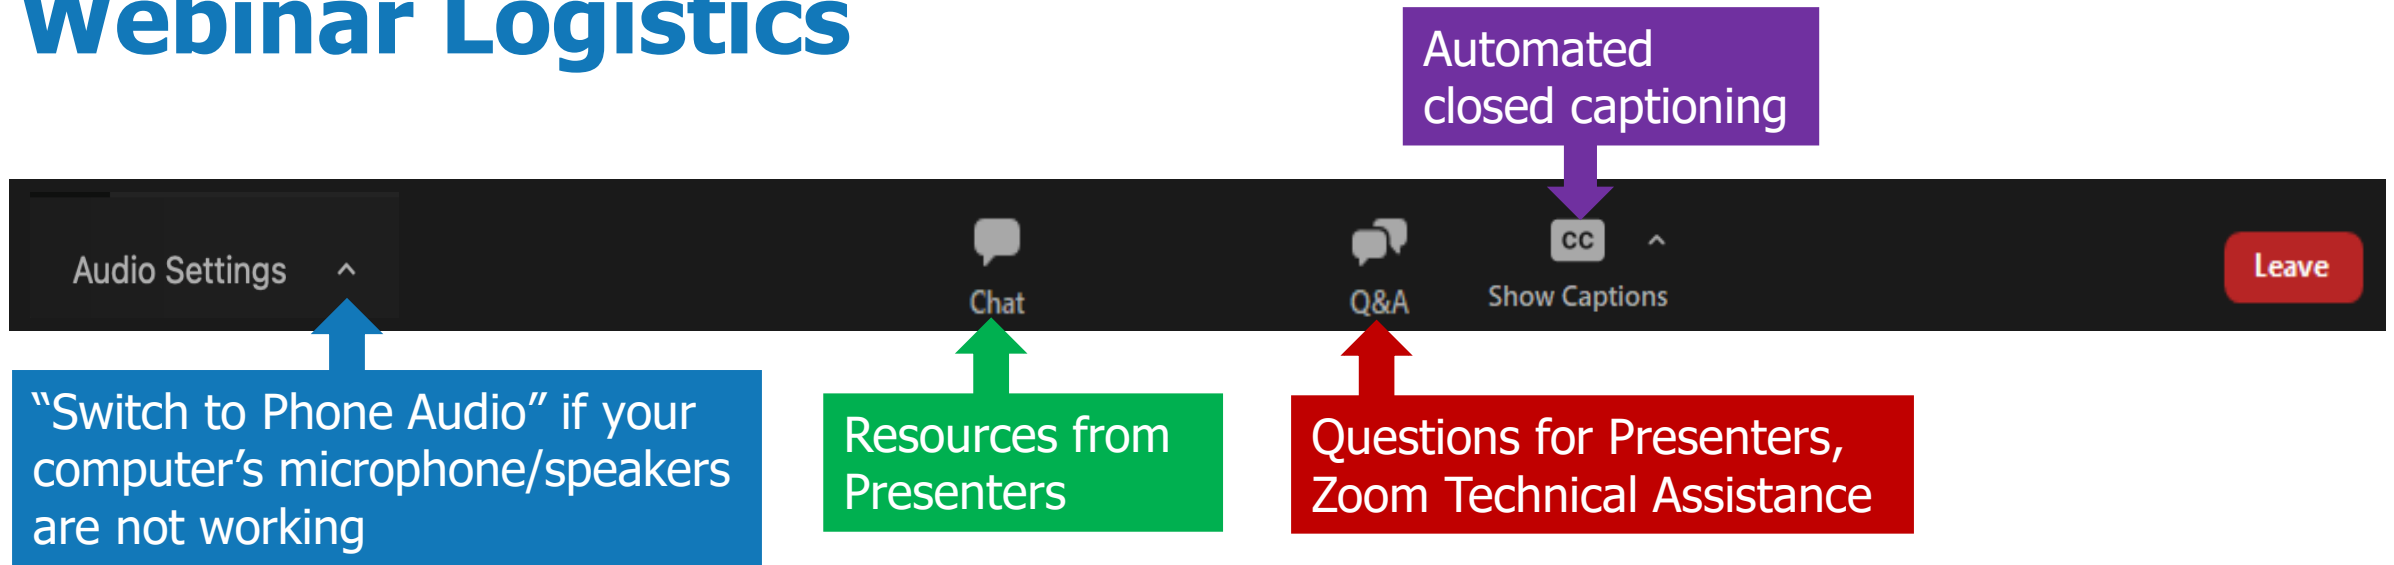 Webinar Logistics
Automated
closed captioning
Audio Settings
Chat
Q&A
CC
Show Captions
Leave
“Switch to Phone Audio” if your
computer’s microphone/speakers
are not working
Resources from
Presenters
Questions for Presenters,
Zoom Technical Assistance